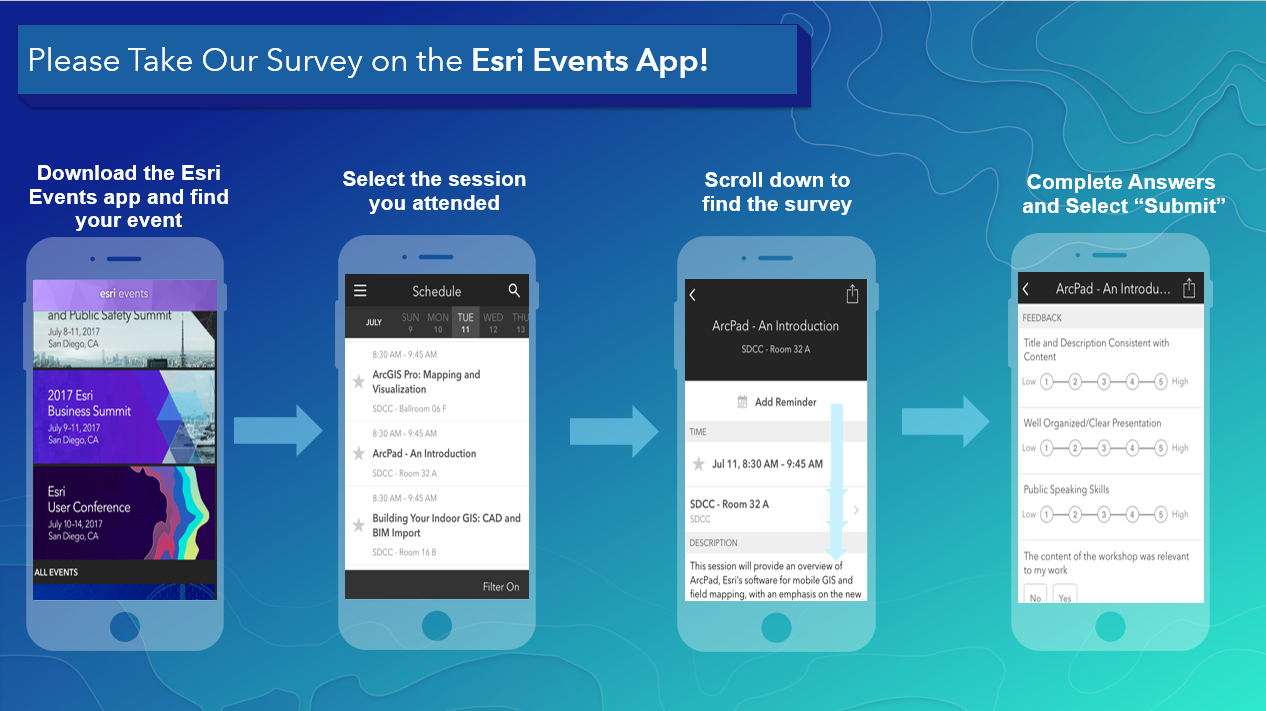 Please Take Our Survey on the Esri Events App!
Download the Esri
Events app and find
your event
esri events
and Public Safety Summit
July 8-11, 2017
San Diego, CA
2017 Esri
Business Summit
July 9-11, 2017
San Diego, CA
Esri
User Conference
July 10-14, 2017
San Diego, CA
ALL EVENTS
Select the session
you attended
Schedule
JULY
SUN MON TUE WED THU
9 10 11 12 13
8:30 AM - 9:45 AM
ArcGIS Pro: Mapping and
Visualization
SDCC - Ballroom 06 F
8:30 AM - 9:45 AM
ArcPad - An Introduction
SDCC - Room 32 A
8:30 AM - 9:45 AM
Building Your Indoor GIS: CAD and
BIM Import
SDCC - Room 16 B
Filter On
Scroll down to
find the survey
ArcPad - An Introduction
SDCC - Room 32 A
Add Reminder
TIME
Jul 11, 8:30 AM - 9:45 AM
SDCC - Room 32 A
SDCC
DESCRIPTION
This session will provide an overview of
ArcPad, Esri's software for mobile GIS and
field mapping, with an emphasis on the new
Complete Answers
and Select “Submit”
ArcPad - An Introdu...
FEEDBACK
Title and Description Consistent with
Content
Low 1 2 3 4 5 High
Well Organized/Clear Presentation
Low 1 2 3 4 5 High
Public Speaking Skills
Low 1 2 3 4 5 High
The content of the workshop was relevant
to my work
No Yes